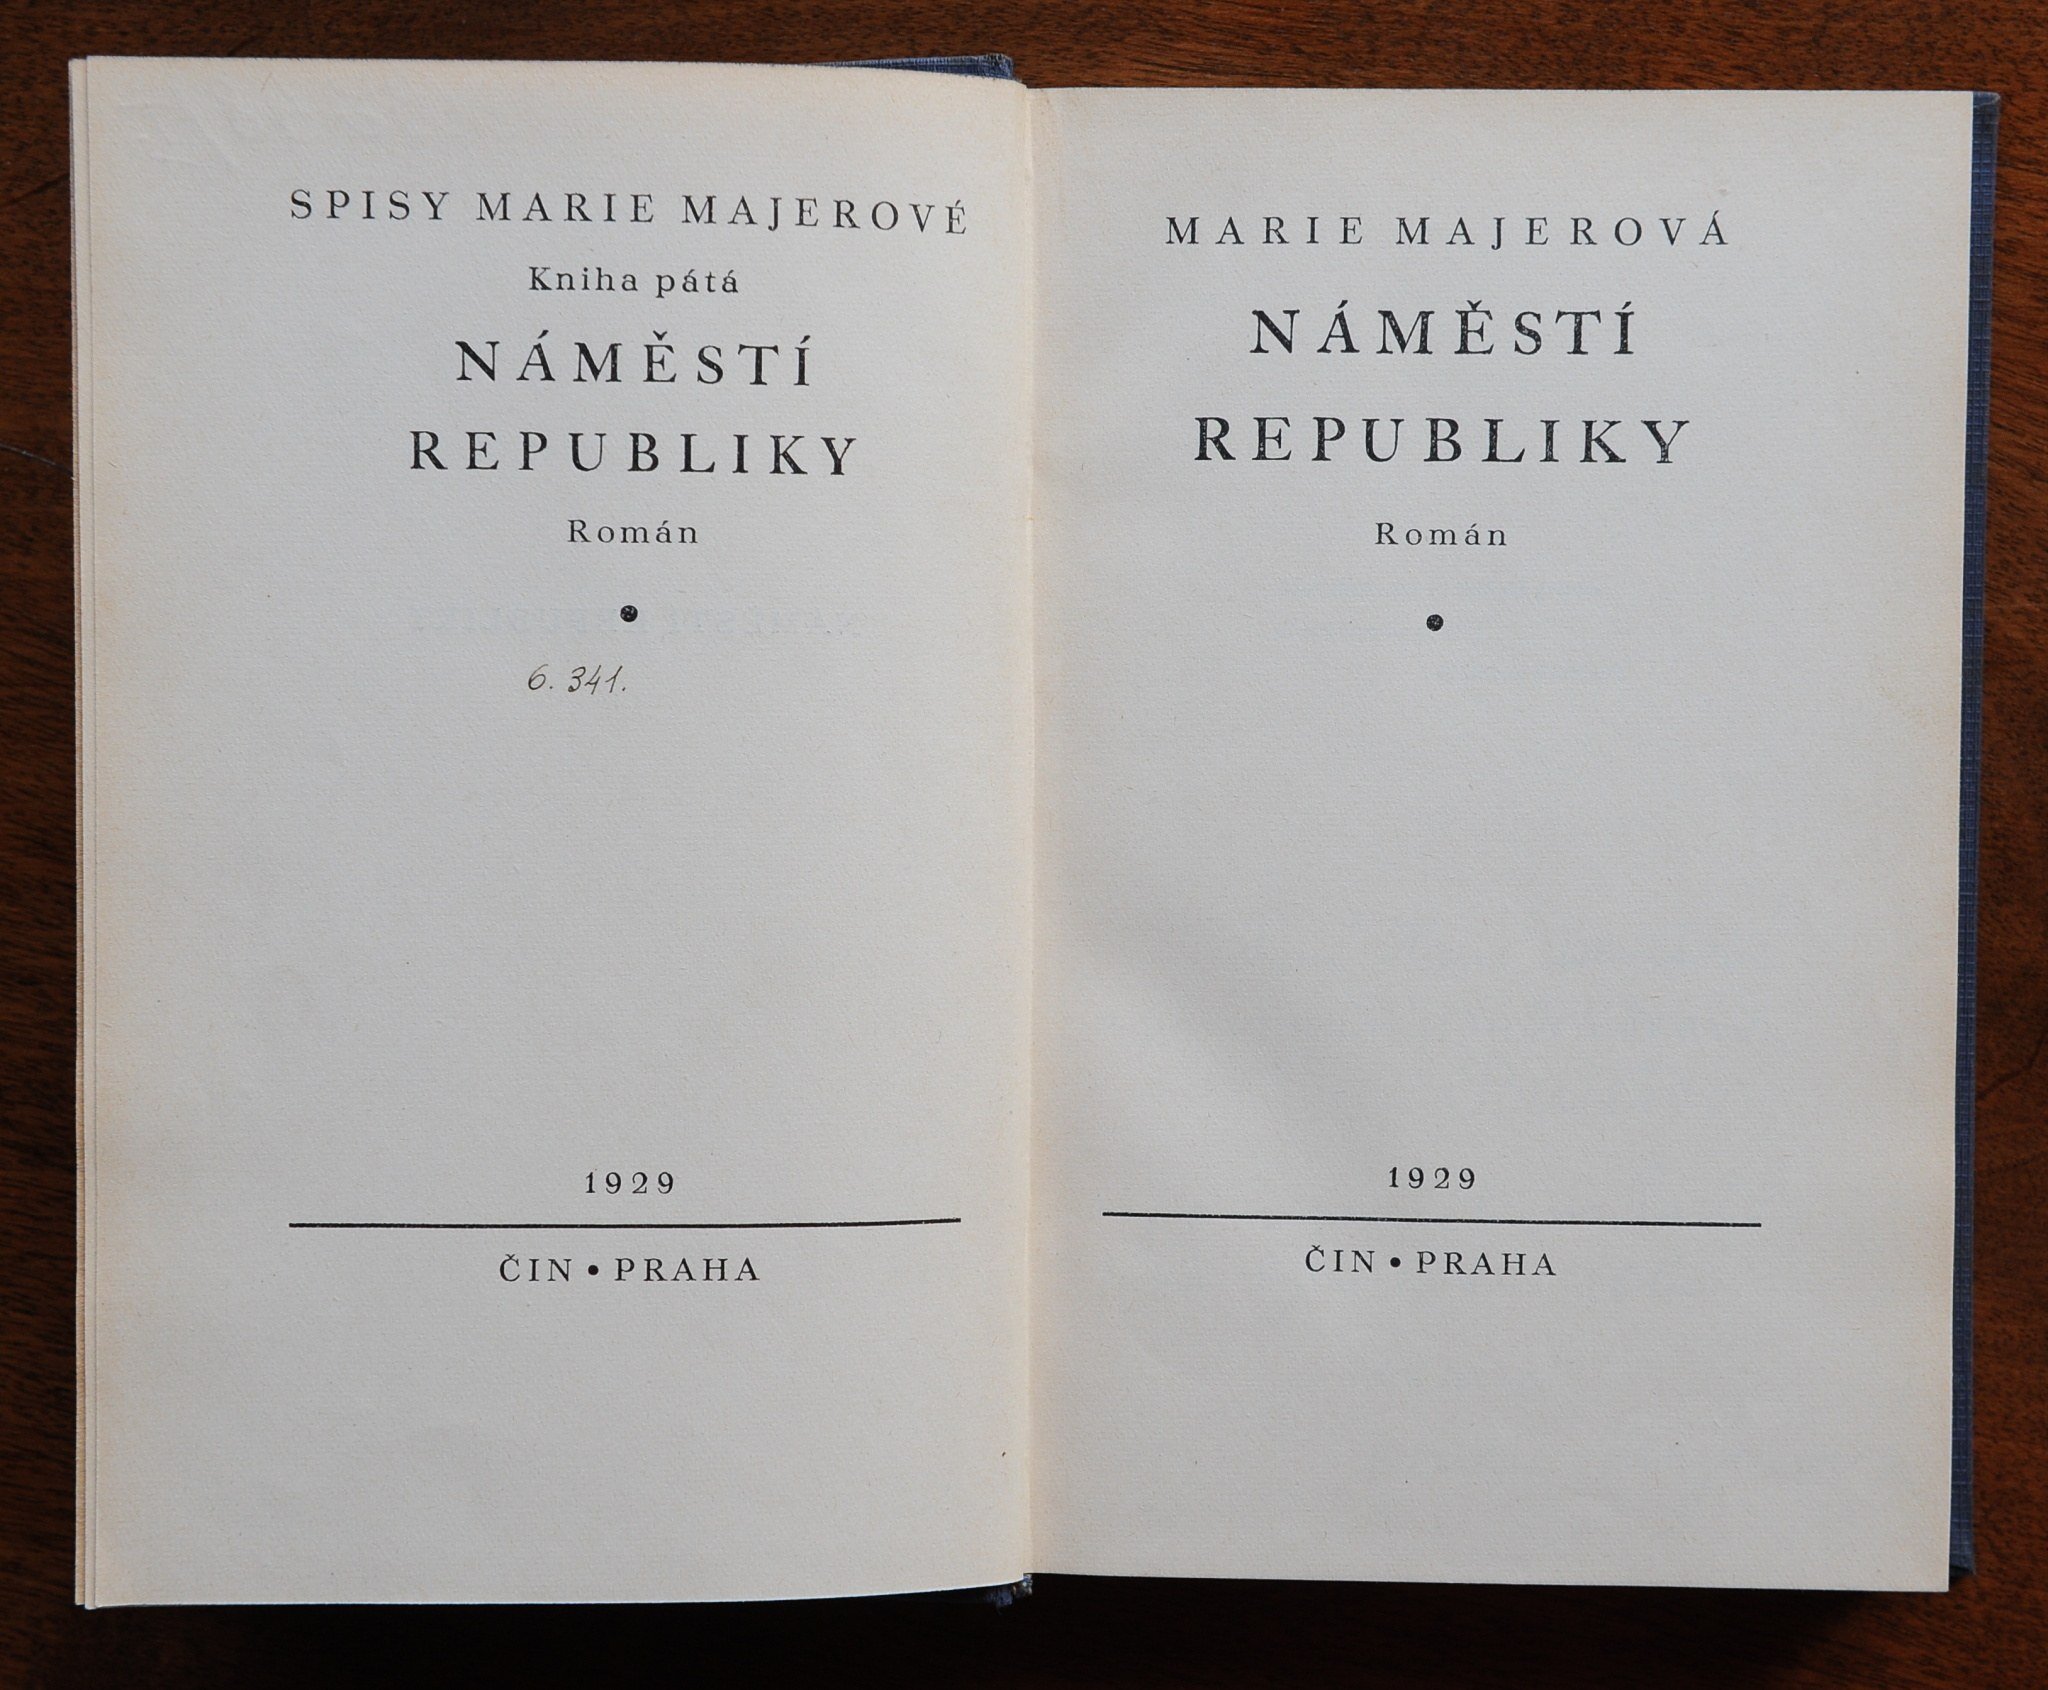 SPISY MARIE MAJEROVÉ
Kniha pátá
NÁMĚSTÍ
REPUBLIKY
Román
•
6. 341.
1929
ČIN • PRAHA
MARIE MAJEROVÁ
NÁMĚSTÍ
REPUBLIKY
Román
•
1929
ČIN • PRAHA